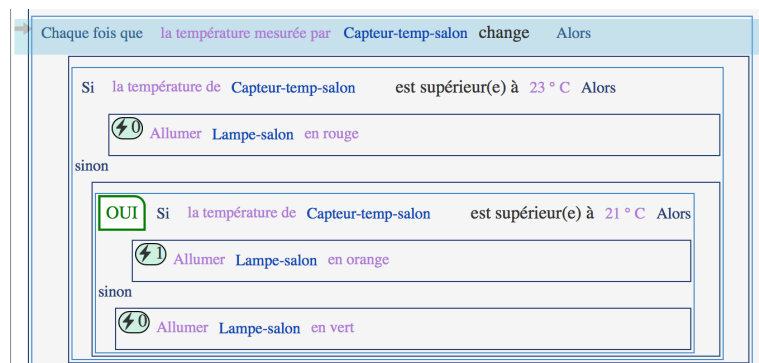 Chaque fois que la température mesurée par Capteur-temp-salon change Alors
Si la température de Capteur-temp-salon est supérieur(e) à 23 ° C Alors
0 Allumer Lampe-salon en rouge
sinon
OUI Si la température de Capteur-temp-salon est supérieur(e) à 21 ° C Alors
1 Allumer Lampe-salon en orange
sinon
0 Allumer Lampe-salon en vert